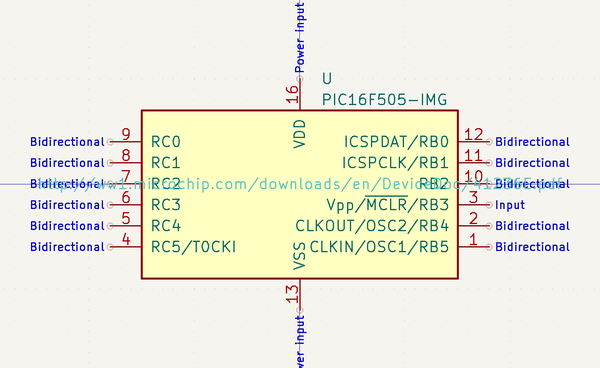 Power Input
16
U
PIC16F505-IMG
VDD
Bidirectional 9 RC0 ICSPDAT/RB0 12 Bidirectional
Bidirectional 8 RC1 ICSPCLK/RB1 11 Bidirectional
Bidirectional 7 RC2 RB2 10 Bidirectional
http://ww1.microchip.com/downloads/en/DeviceDoc/41236E.pdf
Bidirectional 6 RC3 Vpp/MCLR/RB3 3 Input
Bidirectional 5 RC4 CLKOUT/OSC2/RB4 2 Bidirectional
Bidirectional 4 RC5/T0CKI CLKIN/OSC1/RB5 1 Bidirectional
VSS
13
wer Input